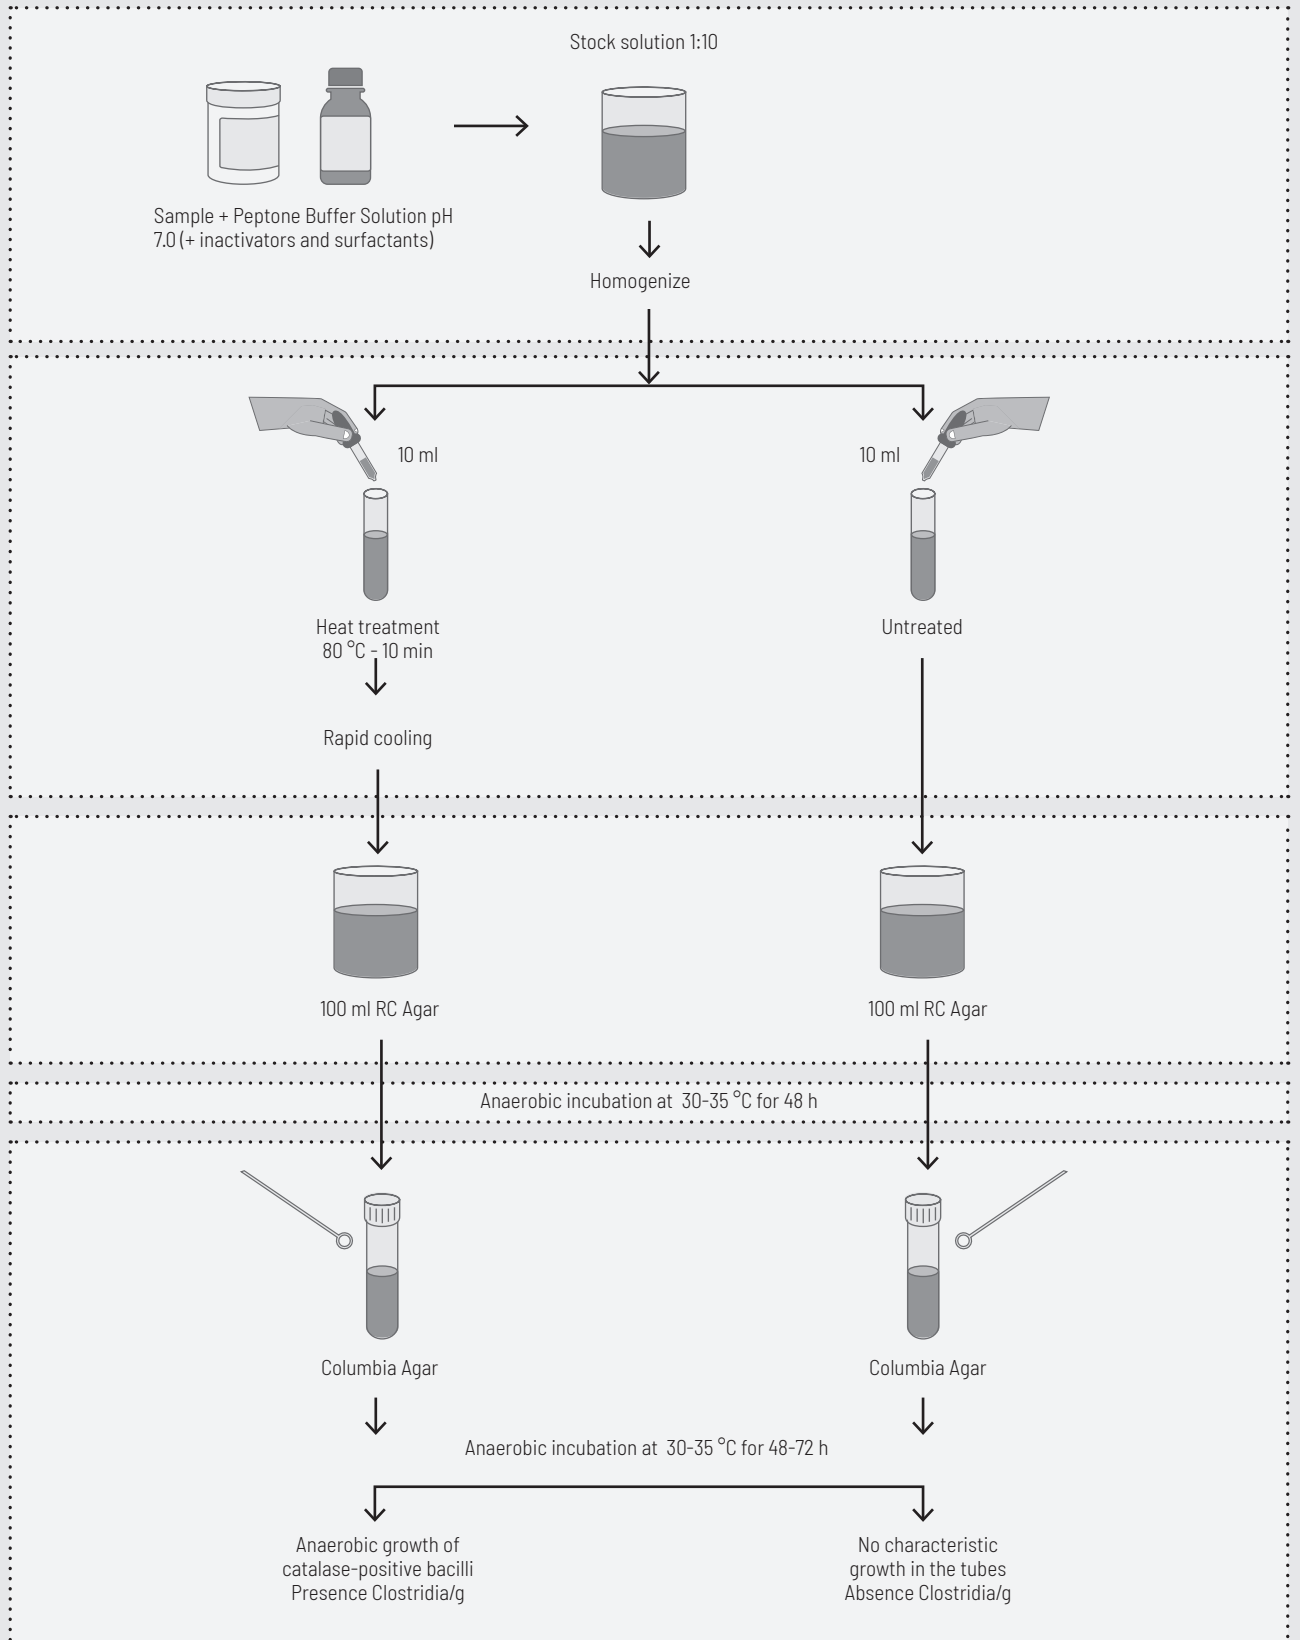 Stock solution 1:10
Sample + Peptone Buffer Solution pH
7.0 (+ inactivators and surfactants)
Homogenize
10 ml
10 ml
Heat treatment
80 °C - 10 min
Untreated
Rapid cooling
100 ml RC Agar
100 ml RC Agar
Anaerobic incubation at 30-35 °C for 48 h
Columbia Agar
Columbia Agar
Anaerobic incubation at 30-35 °C for 48-72 h
Anaerobic growth of
catalase-positive bacilli
Presence Clostridia/g
No characteristic
growth in the tubes
Absence Clostridia/g